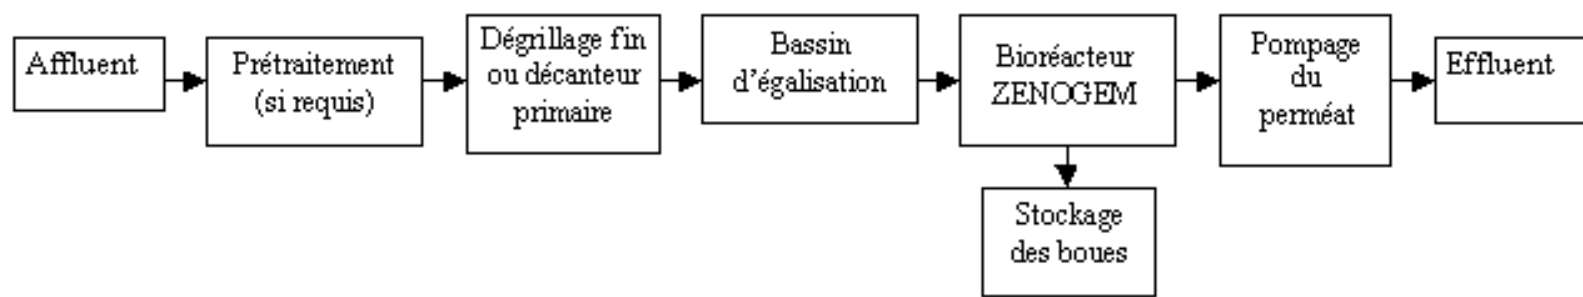 Affluent
Prétraitement
(si requis)
Dégrillage fin
ou décanteur
primaire
Bassin
d'égalisation
Bioréacteur
ZENOGEM
Pompage
du
perméat
Effluent
Stockage
des boues